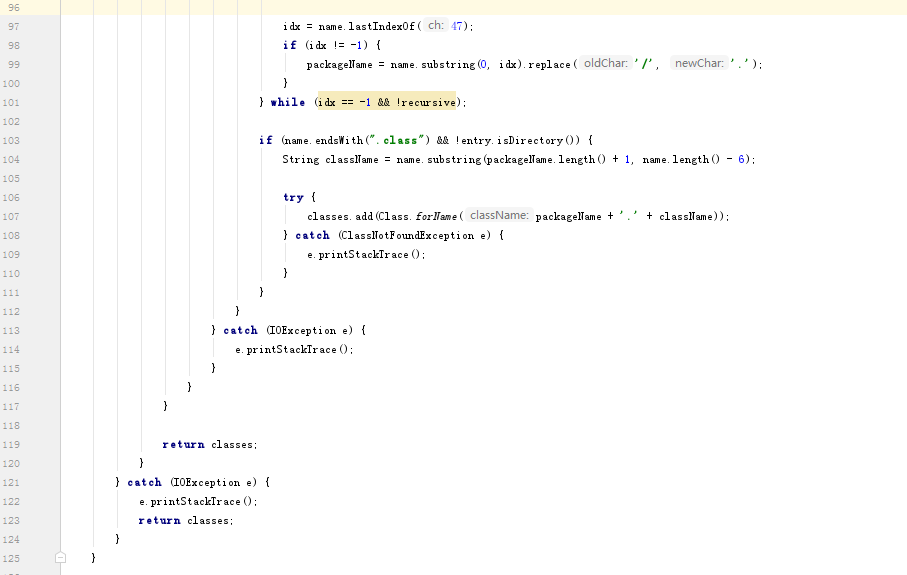 96
97 idx = name.lastIndexOf( ch: 47);
98 if (idx != -1) {
99 packageName = name.substring(0, idx).replace( oldChar: '/', newChar: '.');
100 }
101 } while (idx == -1 && !recursive);
102
103 if (name.endsWith(".class") && !entry.isDirectory()) {
104 String className = name.substring(packageName.length() + 1, name.length() - 6);
105
106 try {
107 classes.add(Class.forName( className: packageName + '.' + className));
108 } catch (ClassNotFoundException e) {
109 e.printStackTrace();
110 }
111 }
112 }
113 } catch (IOException e) {
114 e.printStackTrace();
115 }
116 }
117 }
118
119 return classes;
120 }
121 } catch (IOException e) {
122 e.printStackTrace();
123 return classes;
124 }
125 }